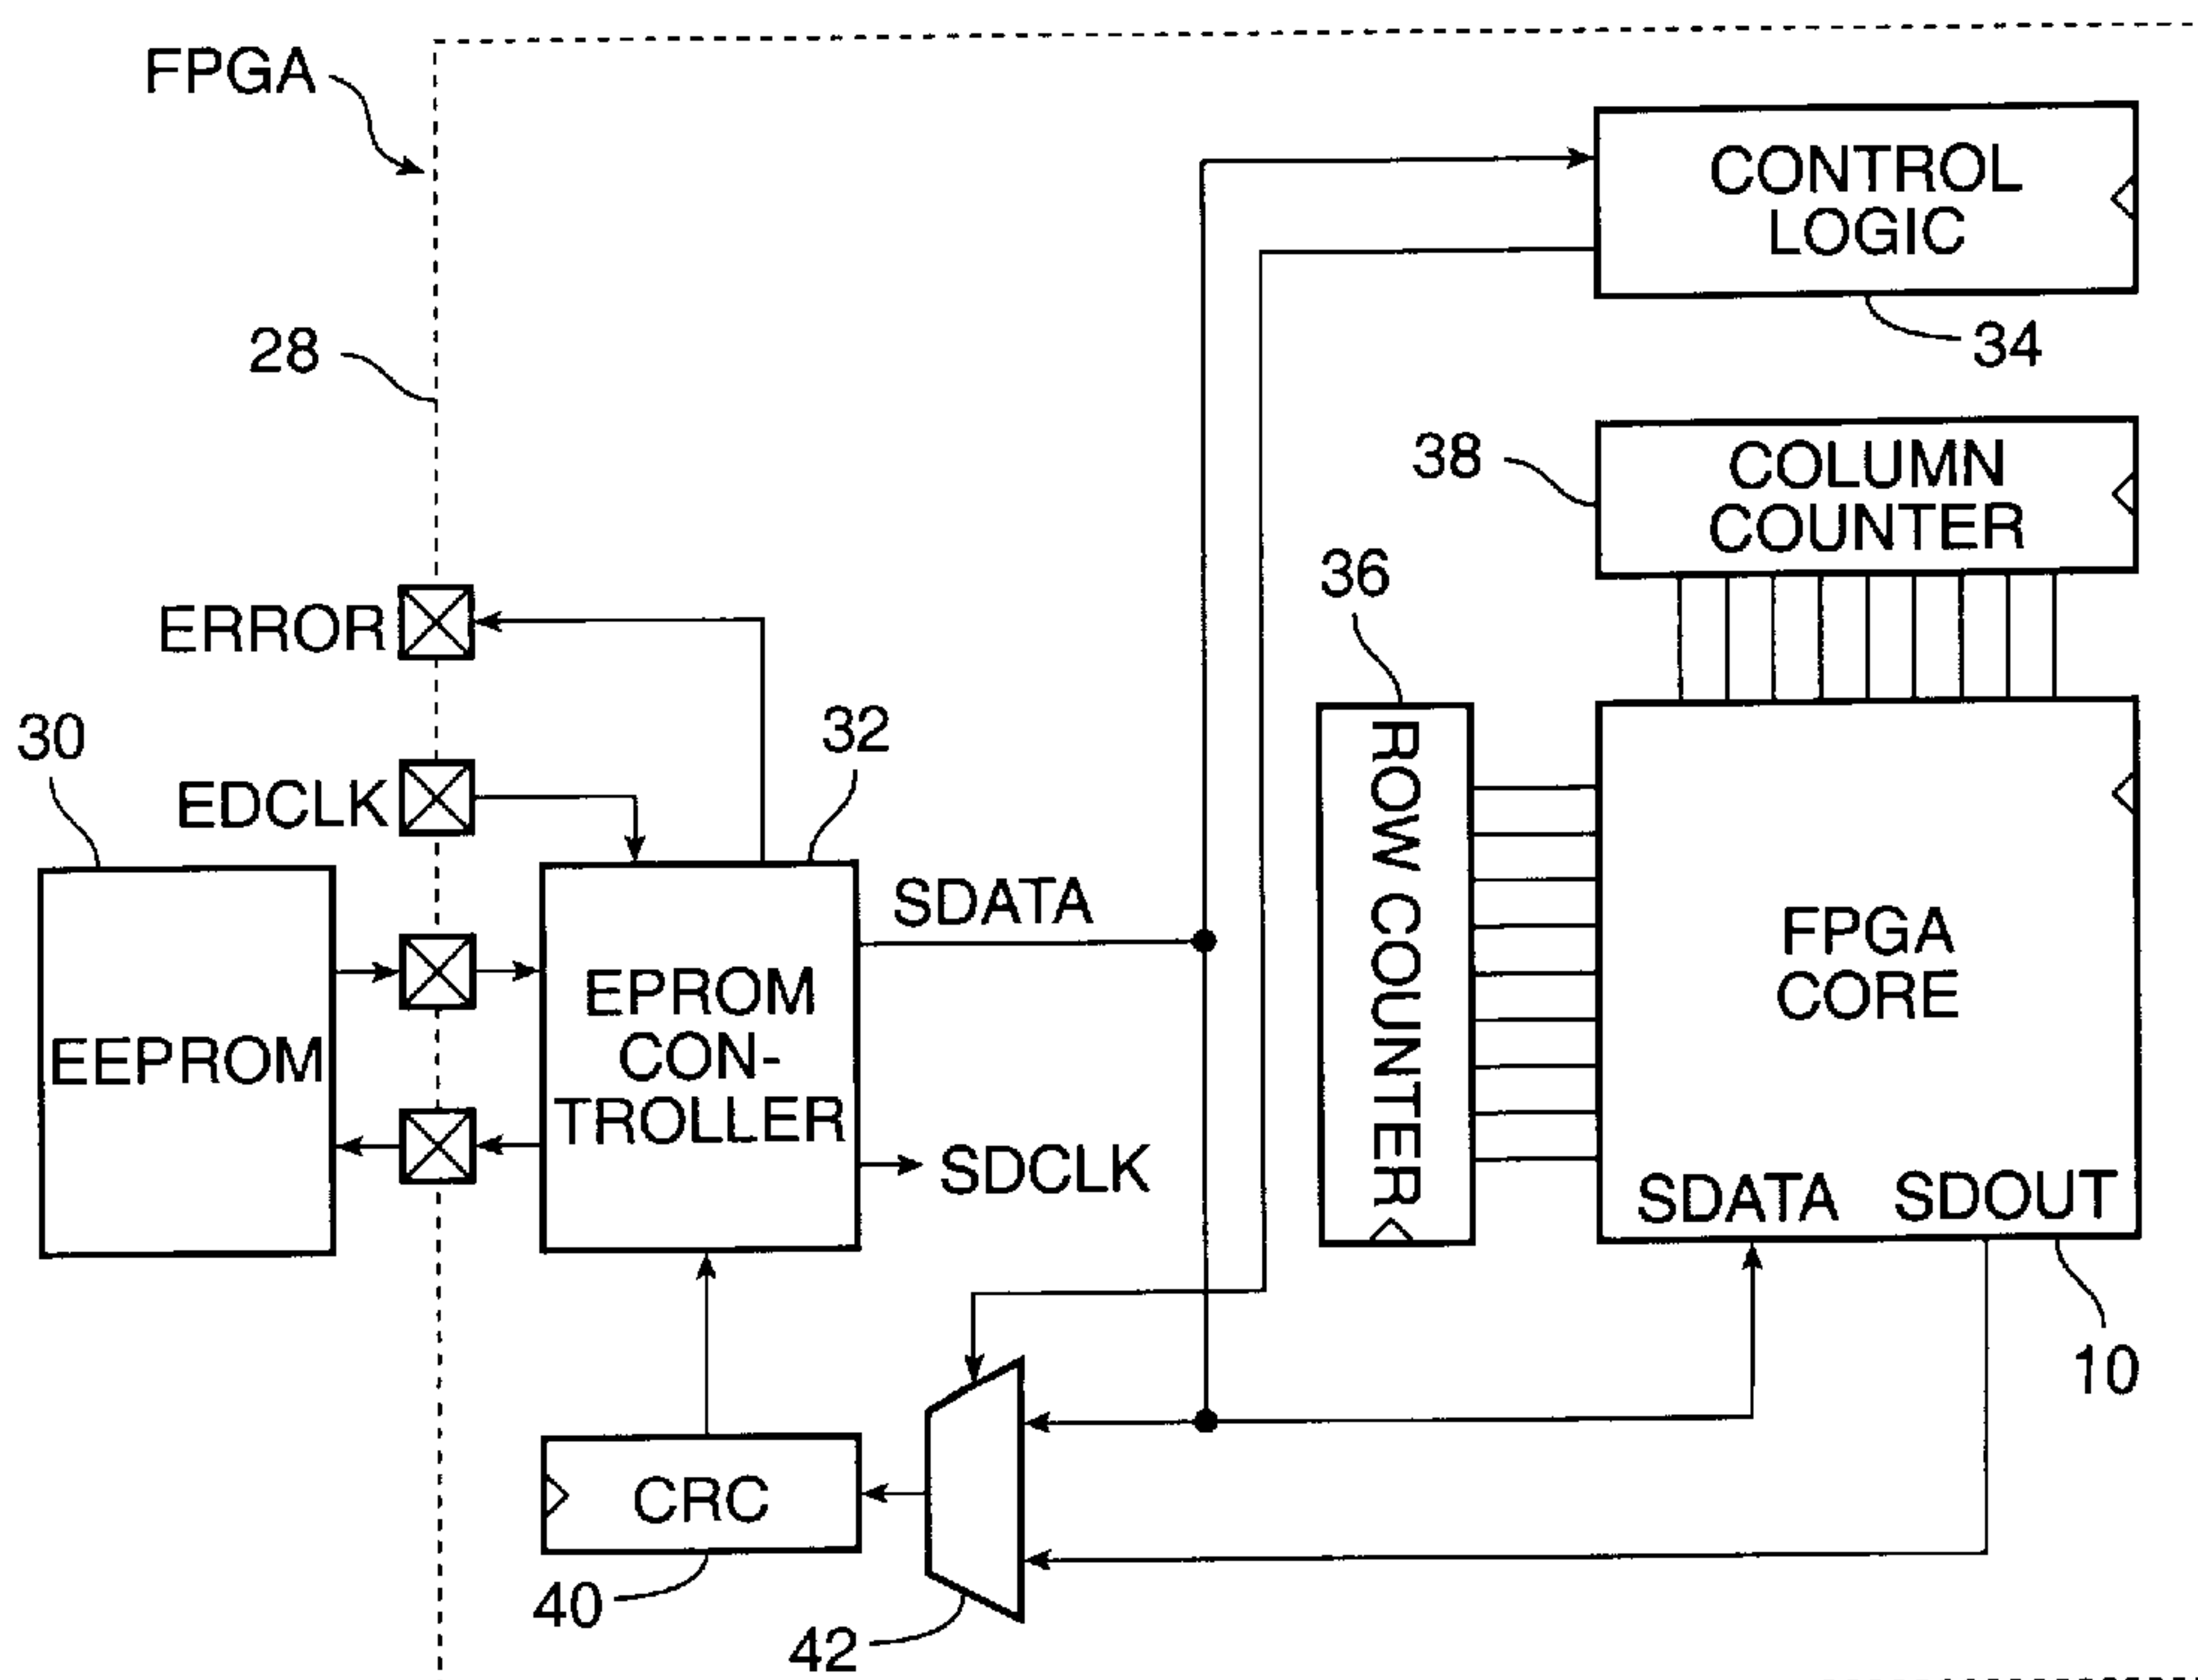 FPGA
CONTROL
LOGIC
34
28
38
COLUMN
COUNTER
36
ERROR
30
32
EDCLK
ROW COUNTER
SDATA
FPGA
CORE
EPROM
CON-
TROLLER
EEPROM
SDCLK
SDATA SDOUT
10
CRC
40
42